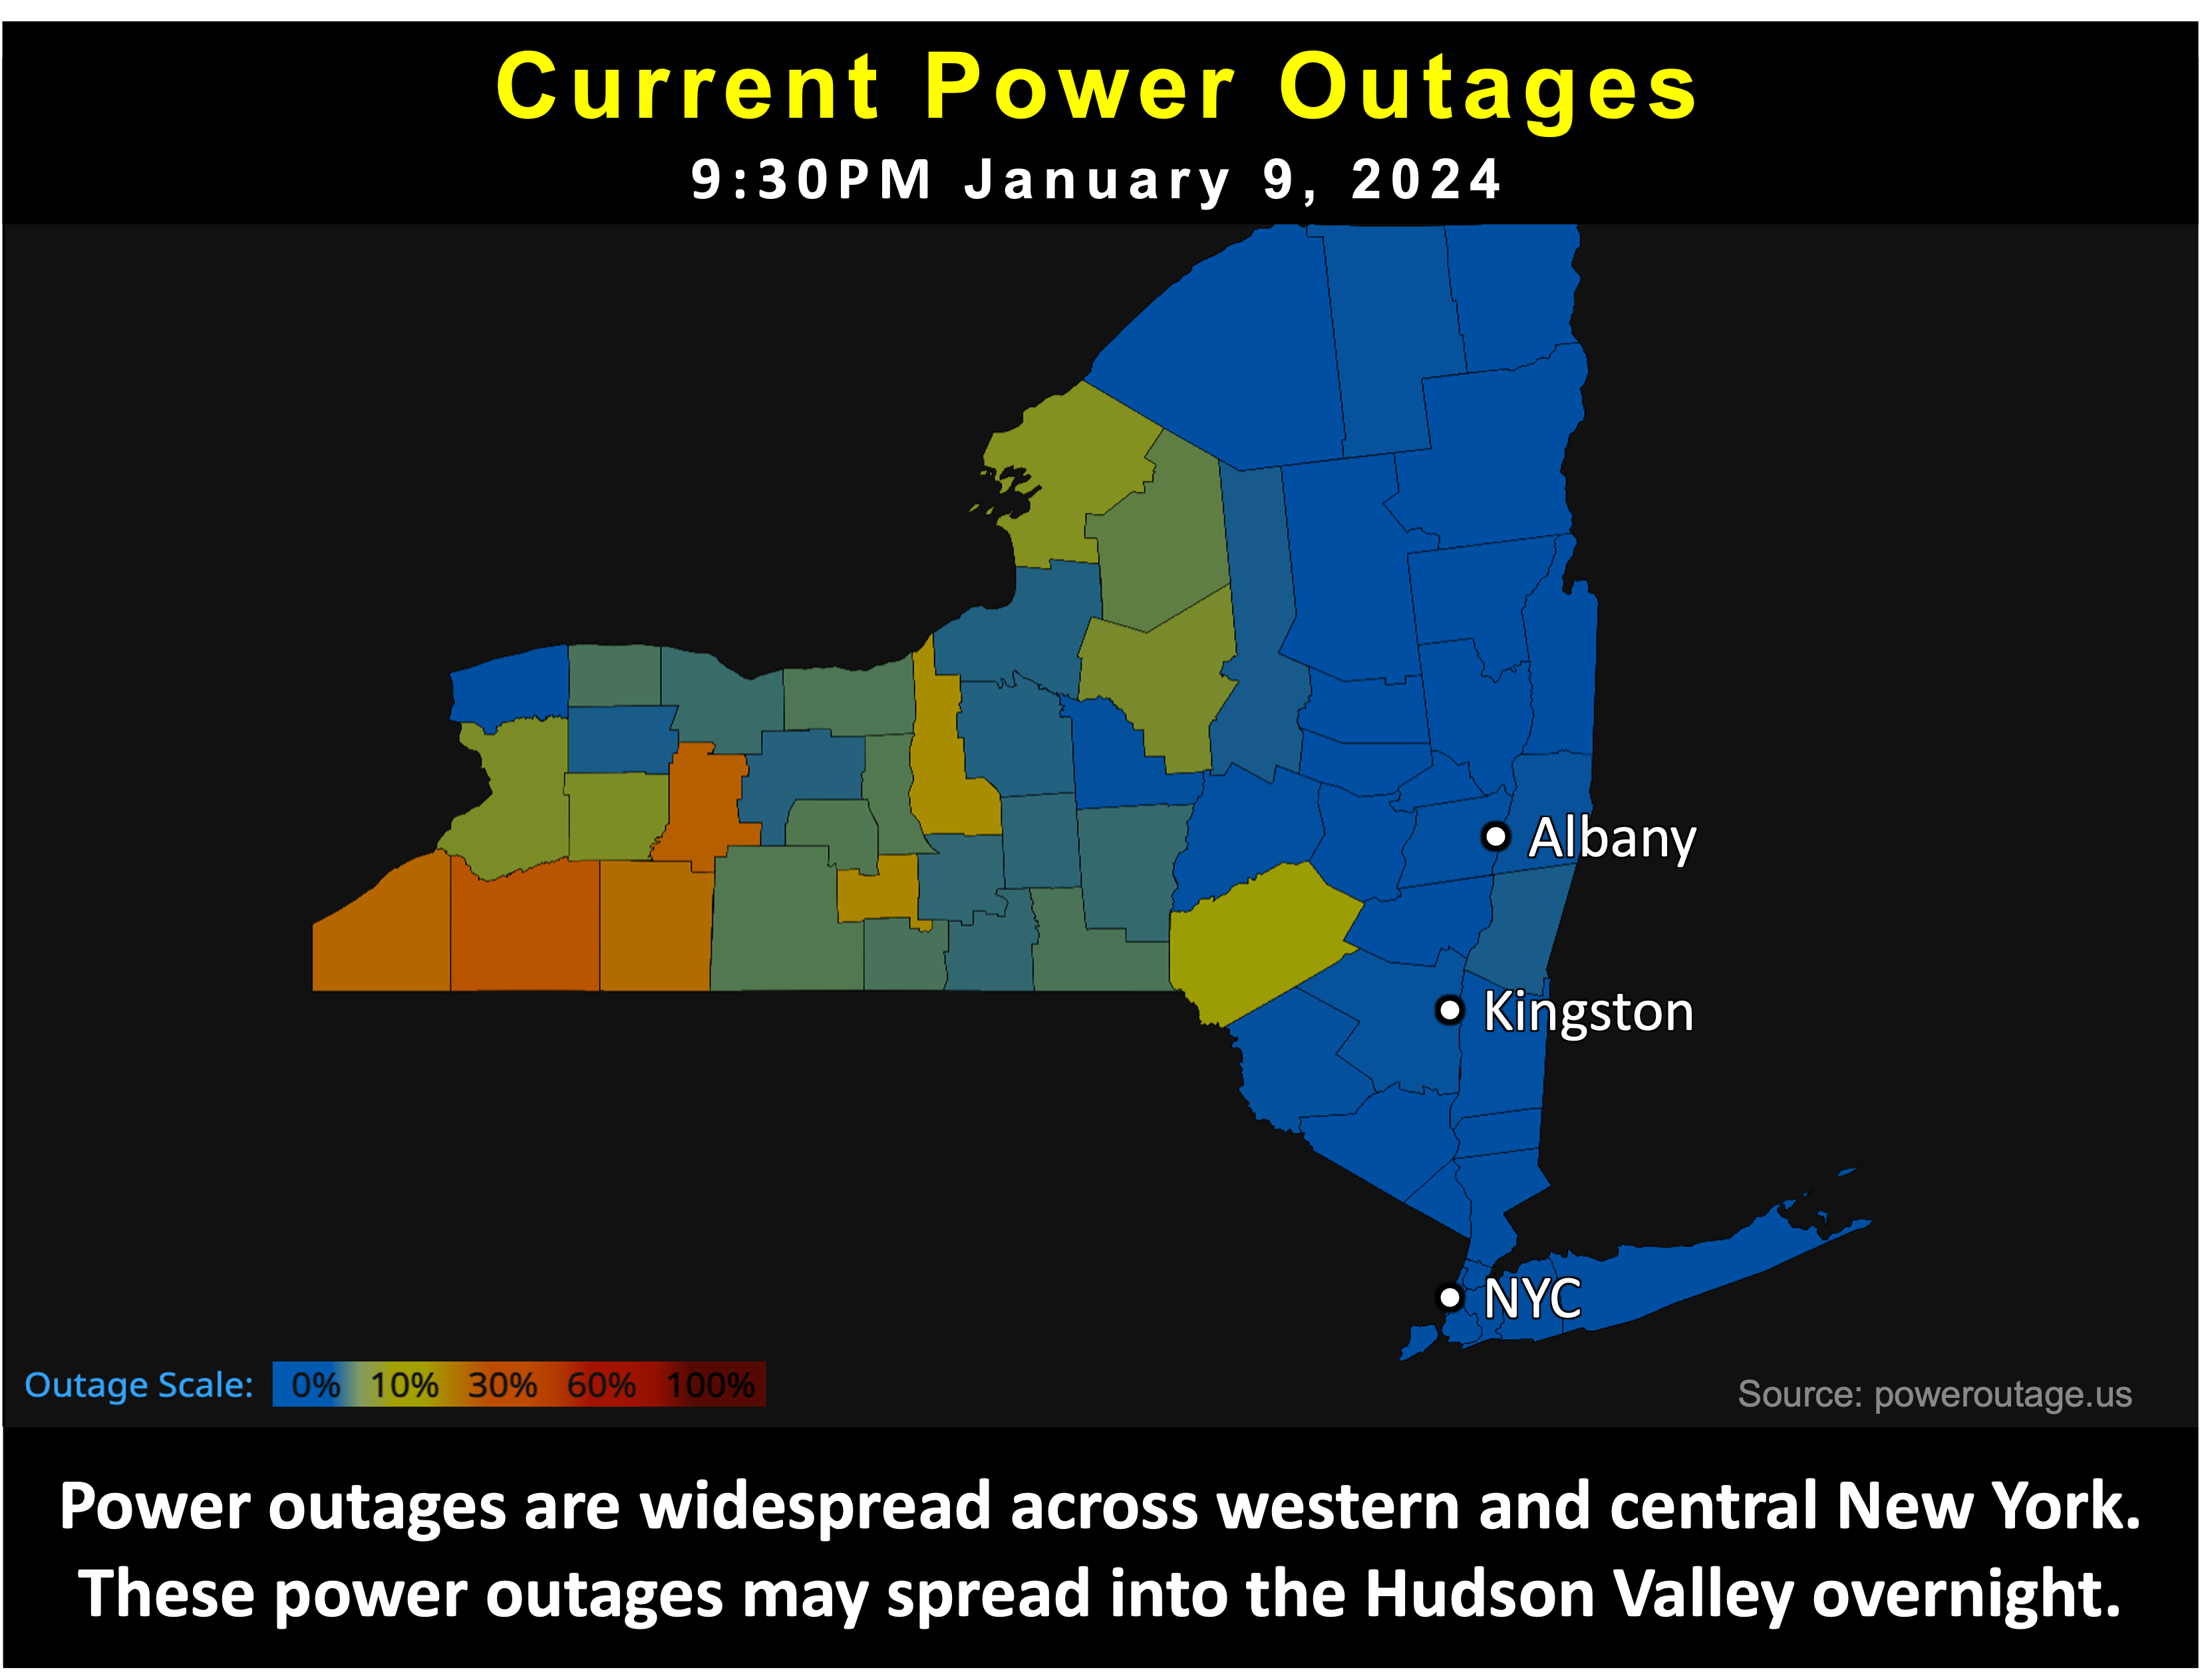 Current Power Outages
9:30PM January 9, 2024
Albany
Kingston
NYC
Outage Scale: 0% 10% 30% 60% 100%
Source: poweroutage.us
Power outages are widespread across western and central New York.
These power outages may spread into the Hudson Valley overnight.